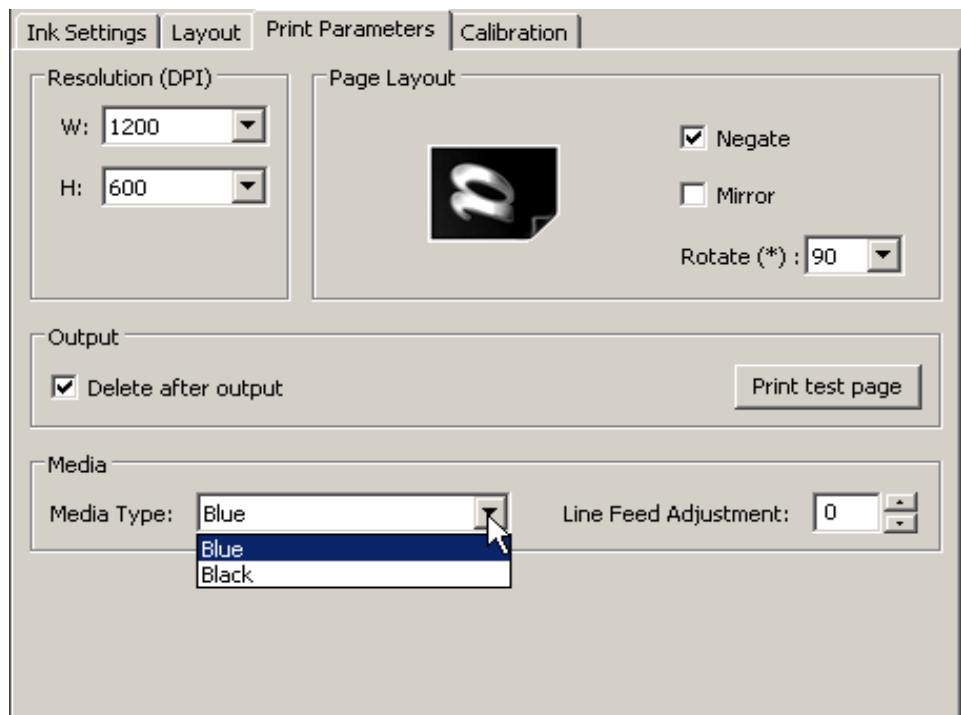 Ink Settings Layout Print Parameters Calibration
Resolution (DPI)
W: 1200
H: 600
Page Layout
a
Negate
Mirror
Rotate (*) : 90
Output
Delete after output
Print test page
Media
Media Type: Blue
Line Feed Adjustment: 0
Blue
Black